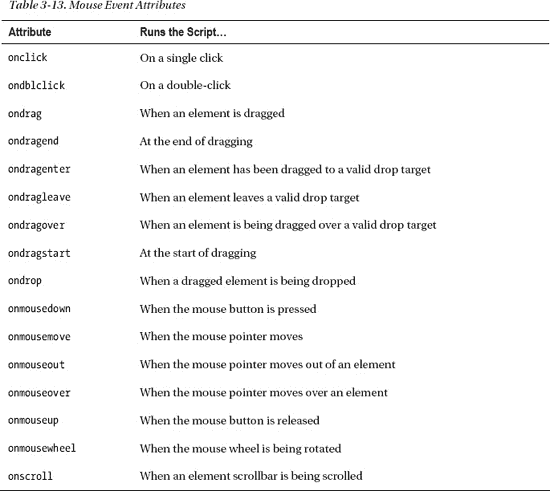 Table 3-13. Mouse Event Attributes
Attribute Runs the Script…
onclick On a single click
ondblclick On a double-click
ondrag When an element is dragged
ondragend At the end of dragging
ondragenter When an element has been dragged to a valid drop target
ondragleave When an element leaves a valid drop target
ondragover When an element is being dragged over a valid drop target
ondragstart At the start of dragging
ondrop When a dragged element is being dropped
onmousedown When the mouse button is pressed
onmousemove When the mouse pointer moves
onmouseout When the mouse pointer moves out of an element
onmouseover When the mouse pointer moves over an element
onmouseup When the mouse button is released
onmousewheel When the mouse wheel is being rotated
onscroll When an element scrollbar is being scrolled